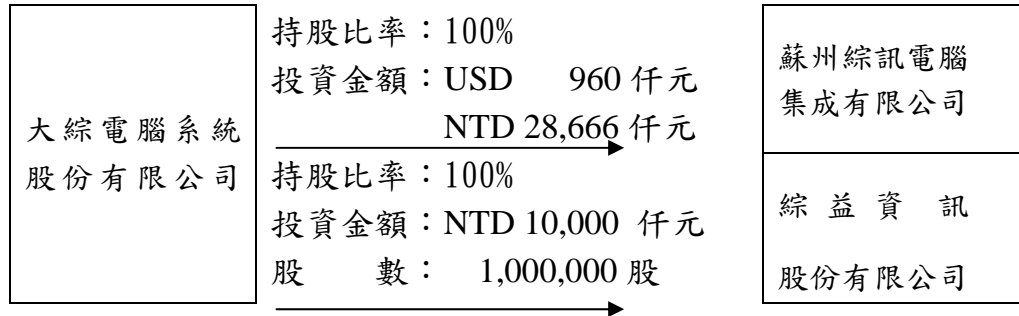 大綜電腦系統
股份有限公司
持股比率：100%
投資金額：USD 960 仟元
NTD 28,666 仟元
持股比率：100%
投資金額：NTD 10,000 仟元
股 數： 1,000,000 股
蘇州綜訊電腦
集成有限公司
綜 益 資 訊
股份有限公司